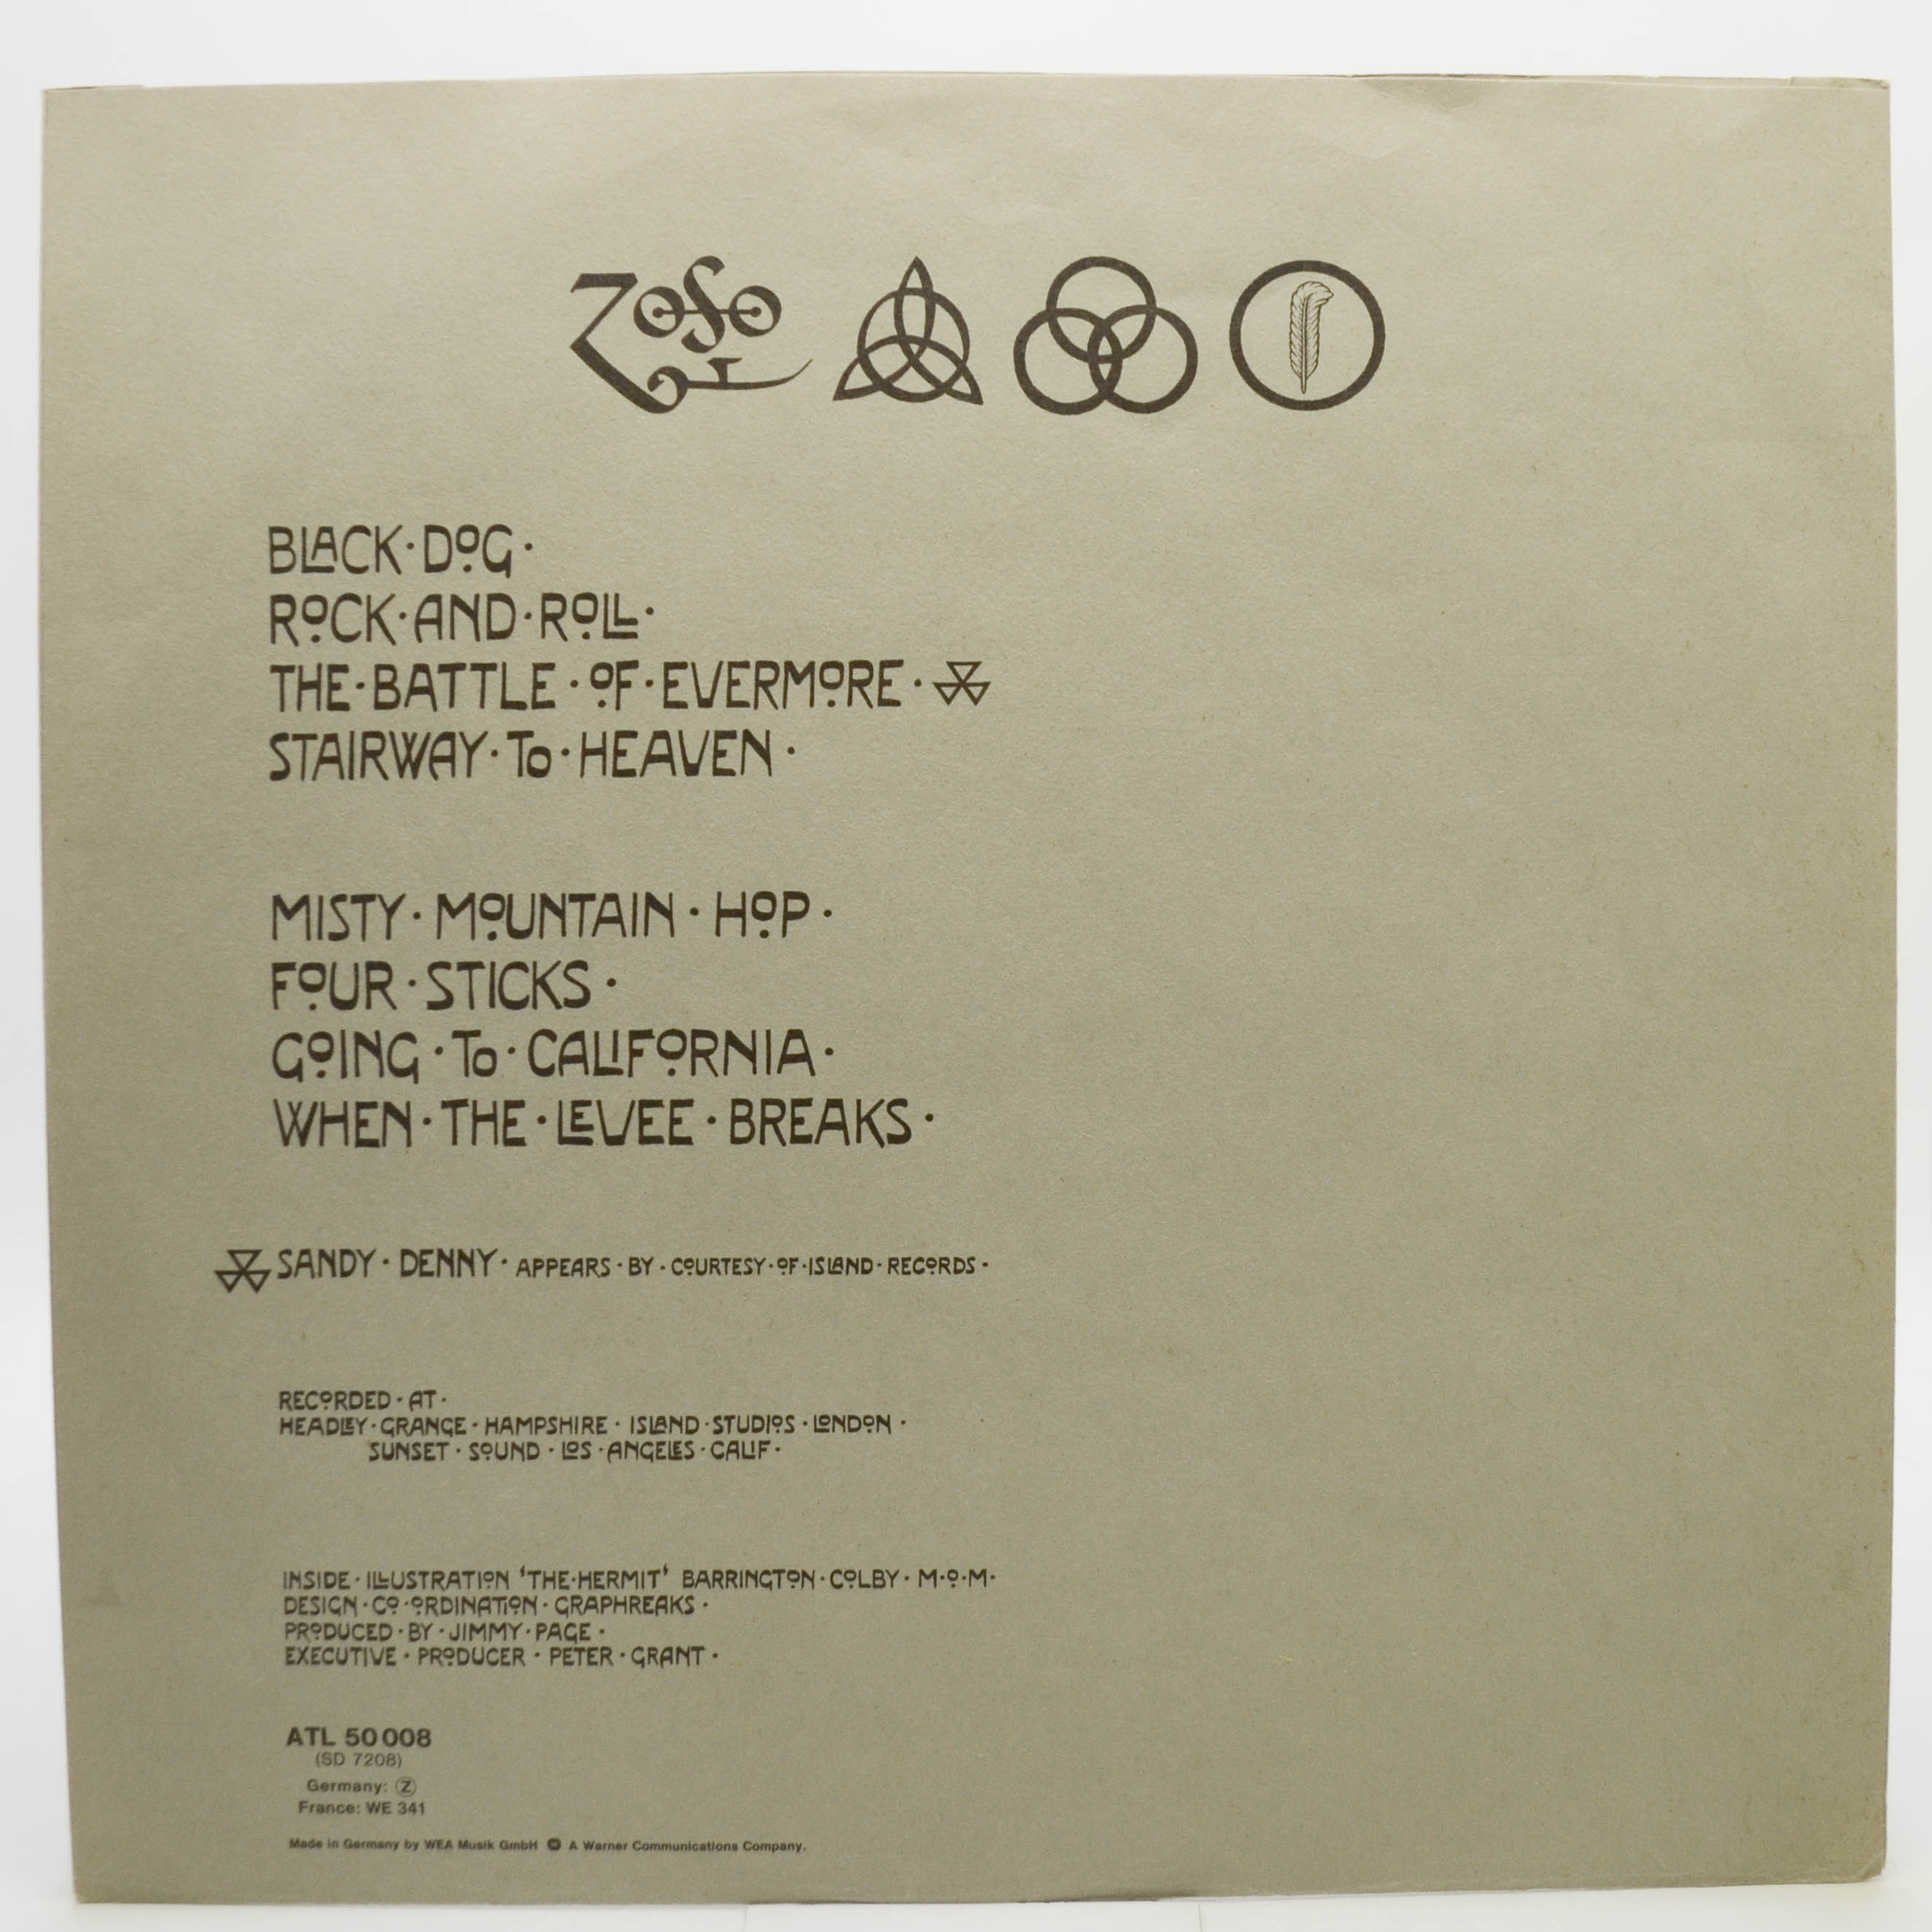 ZoSo
BLACK·DOG·
ROCK·AND·ROLL·
THE·BATTLE·OF·EVERMORE·
STAIRWAY·To·HEAVEN·
MISTY·MOUNTAIN·HOP·
FOUR·STICKS·
GOING·To·CALIFORNIA·
WHEN·THE·LEVEE·BREAKS·
SANDY·DENNY·APPEARS·BY·COURTESY·OF·ISLAND·RECORDS·
RECORDED·AT·
HEADLEY·GRANGE·HAMPSHIRE·ISLAND·STUDIOS·LONDON·
SUNSET·SOUND·LOS·ANGELES·CALIF·
INSIDE·ILLUSTRATION 'THE·HERMIT' BARRINGTON·COLBY·M·O·M·
DESIGN·CO·ORDINATION·GRAPHREAKS·
PRODUCED·BY·JIMMY·PAGE·
EXECUTIVE·PRODUCER·PETER·GRANT·
ATL 50 008
(SD 7208)
Germany: Ⓩ
France: WE 341
Made in Germany by WEA Musik GmbH A Warner Communications Company.